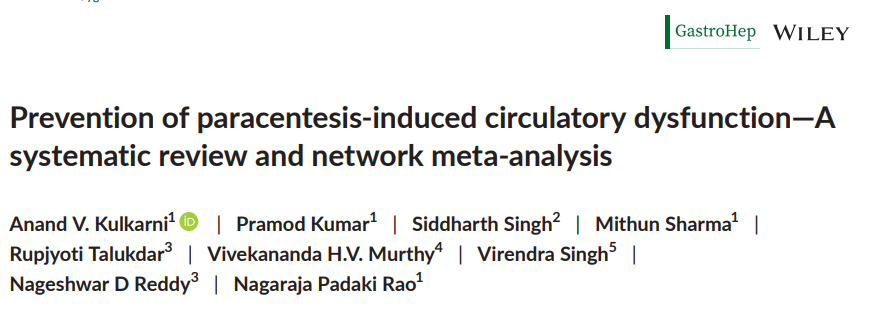 GastroHep WILEY
Prevention of paracentesis-induced circulatory dysfunction—A
systematic review and network meta-analysis
Anand V. Kulkarni1 iD | Pramod Kumar1 | Siddharth Singh2 | Mithun Sharma1 |
Rupjyoti Talukdar3 | Vivekananda H.V. Murthy4 | Virendra Singh5 |
Nageshwar D Reddy3 | Nagaraja Padaki Rao1